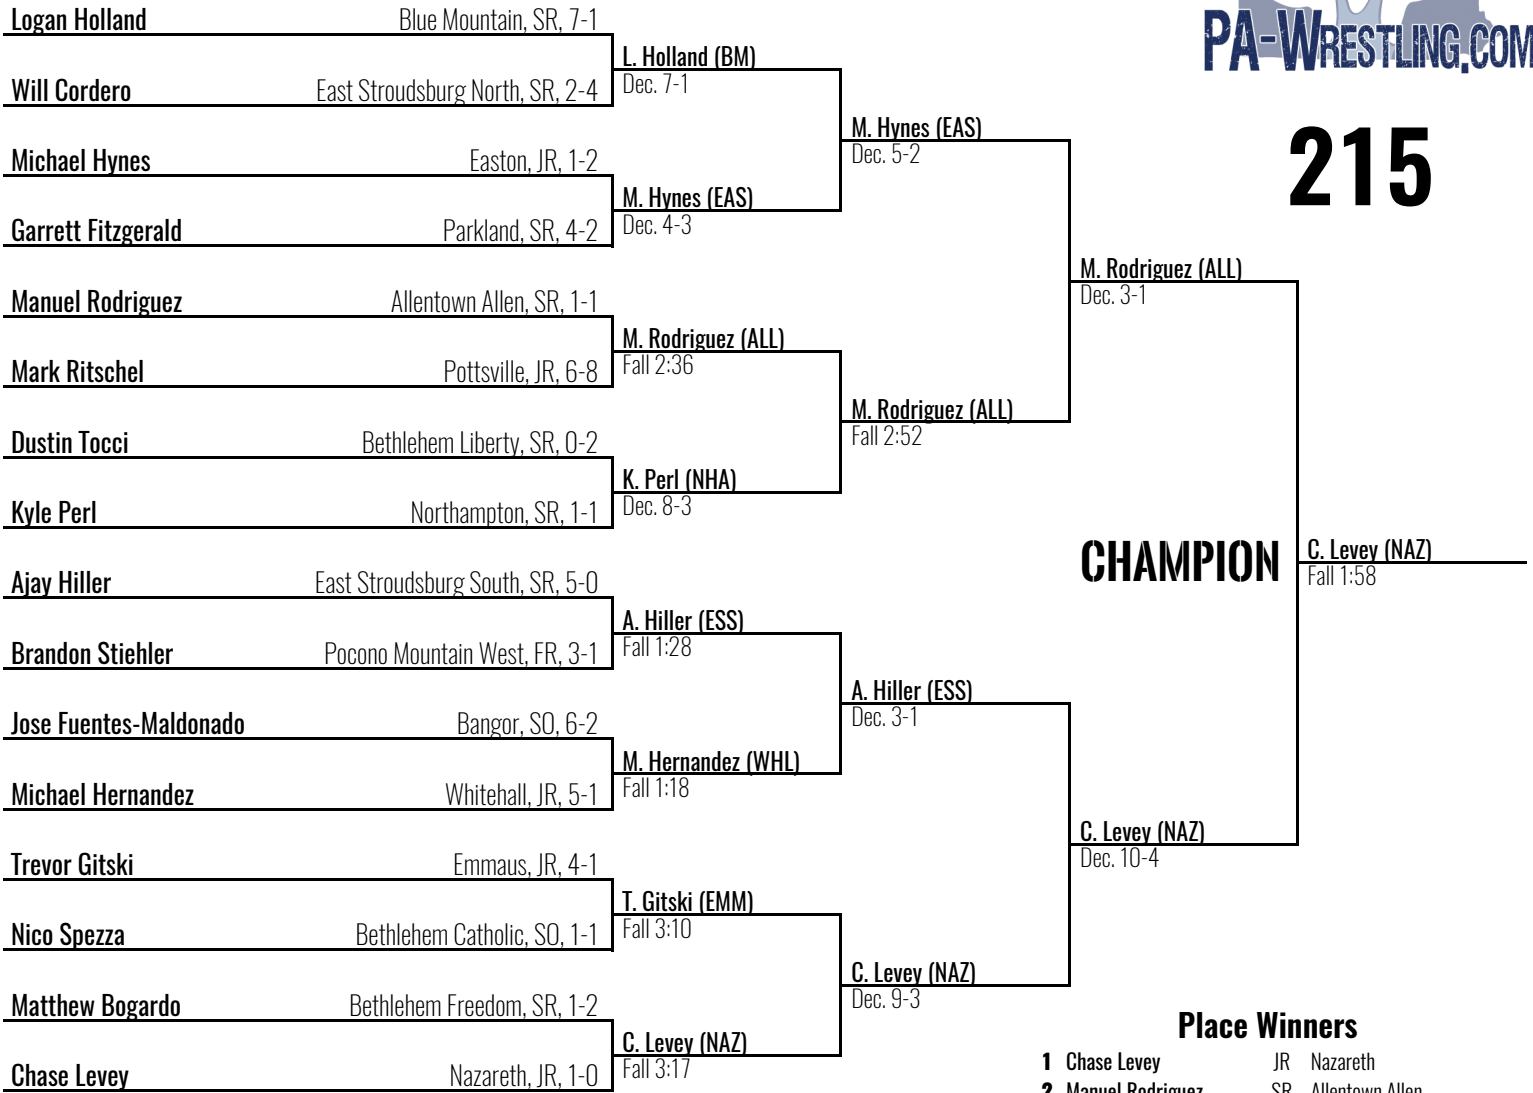 Logan Holland Blue Mountain, SR, 7-1
Will Cordero East Stroudsburg North, SR, 2-4
Michael Hynes Easton, JR, 1-2
Garrett Fitzgerald Parkland, SR, 4-2
Manuel Rodriguez Allentown Allen, SR, 1-1
Mark Ritschel Pottsville, JR, 6-8
Dustin Tocci Bethlehem Liberty, SR, 0-2
Kyle Perl Northampton, SR, 1-1
Ajay Hiller East Stroudsburg South, SR, 5-0
Brandon Stiehler Pocono Mountain West, FR, 3-1
Jose Fuentes-Maldonado Bangor, SO, 6-2
Michael Hernandez Whitehall, JR, 5-1
Trevor Gitski Emmaus, JR, 4-1
Nico Spezza Bethlehem Catholic, SO, 1-1
Matthew Bogardo Bethlehem Freedom, SR, 1-2
Chase Levey Nazareth, JR, 1-0
L. Holland (BM)
Dec. 7-1
M. Hynes (EAS)
Dec. 4-3
M. Rodriguez (ALL)
Fall 2:36
K. Perl (NHA)
Dec. 8-3
A. Hiller (ESS)
Fall 1:28
M. Hernandez (WHL)
Fall 1:18
T. Gitski (EMM)
Fall 3:10
C. Levey (NAZ)
Fall 3:17
M. Hynes (EAS)
Dec. 5-2
M. Rodriguez (ALL)
Fall 2:52
A. Hiller (ESS)
Dec. 3-1
C. Levey (NAZ)
Dec. 9-3
M. Rodriguez (ALL)
Dec. 3-1
C. Levey (NAZ)
Dec. 10-4
CHAMPION
C. Levey (NAZ)
Fall 1:58
PA-WRESTLING.COM
215
Place Winners
1 Chase Levey JR Nazareth
2 Manuel Rodriguez SR Allentown Allen